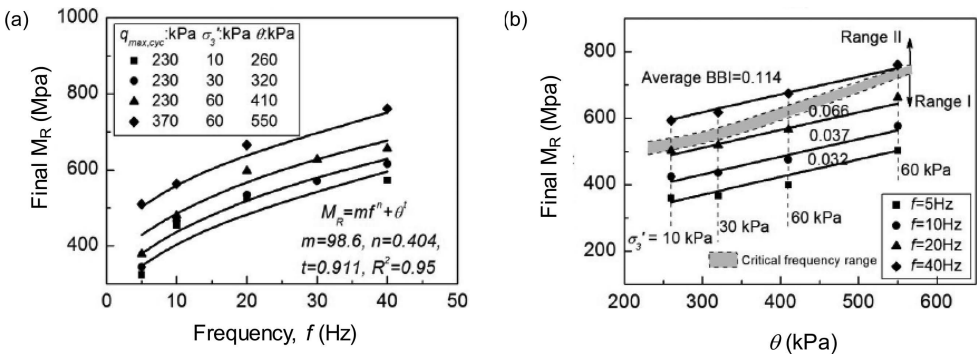 (a)
1000
800
600
400
Final M_R (Mpa)
q_max,cyc:kPa σ₃':kPa θ:kPa
■ 230 10 260
● 230 30 320
▲ 230 60 410
◆ 370 60 550
M_R=mf^n+θ^t
m=98.6, n=0.404,
t=0.911, R²=0.95
0 10 20 30 40 50
Frequency, f (Hz)
(b)
800
600
400
200
Final M_R (Mpa)
Range II
Average BBI=0.114
Range I
0.066
0.037
0.032
60 kPa
60 kPa
30 kPa
σ₃' = 10 kPa
Critical frequency range
■ f=5Hz
● f=10Hz
▲ f=20Hz
◆ f=40Hz
200 300 400 500 600
θ (kPa)